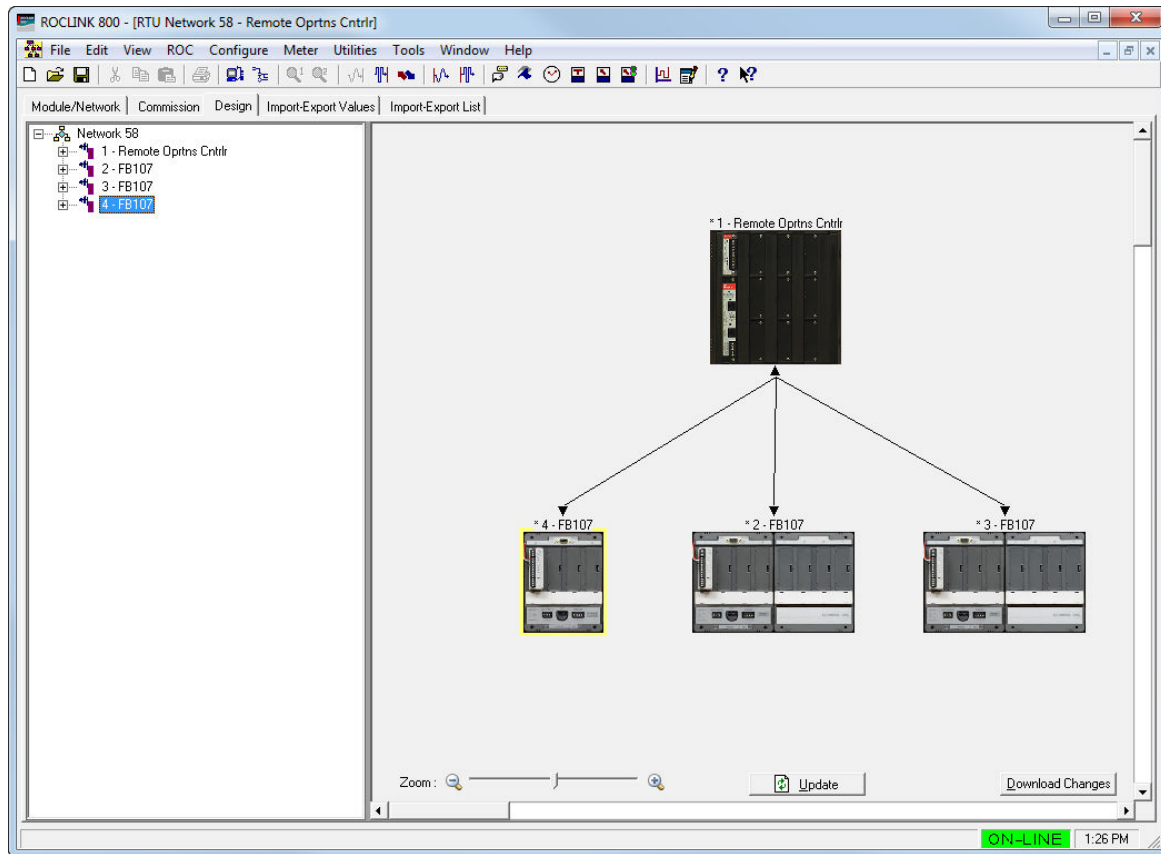 ROCLINK 800 - [RTU Network 58 - Remote Oprtns Cntrlr]
File Edit View ROC Configure Meter Utilities Tools Window Help
Module/Network Commission Design Import-Export Values Import-Export List
Network 58
1 - Remote Oprtns Cntrlr
2 - FB107
3 - FB107
4 - FB107
* 1 - Remote Oprtns Cntrlr
* 4 - FB107 * 2 - FB107 * 3 - FB107
Zoom : Update Download Changes
ON-LINE 1:26 PM